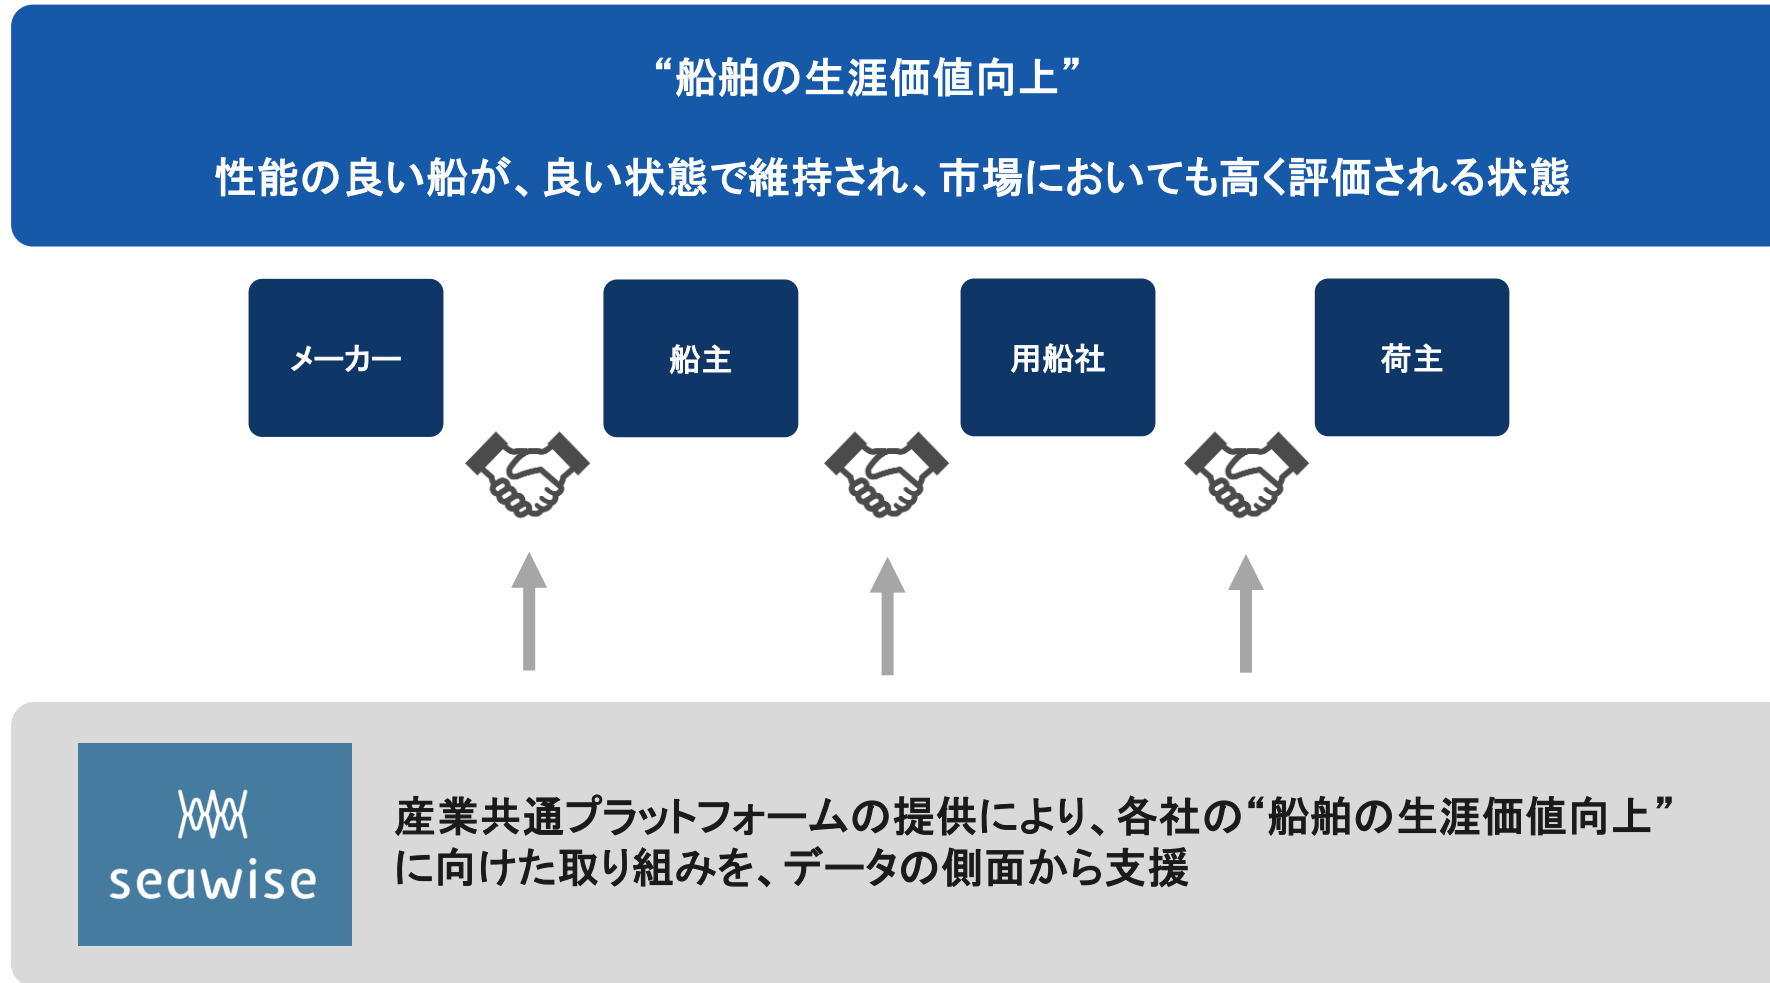 “船舶の生涯価値向上”
性能の良い船が、良い状態で維持され、市場においても高く評価される状態
メーカー
船主
用船社
荷主
seawise
産業共通プラットフォームの提供により、各社の“船舶の生涯価値向上”
に向けた取り組みを、データの側面から支援